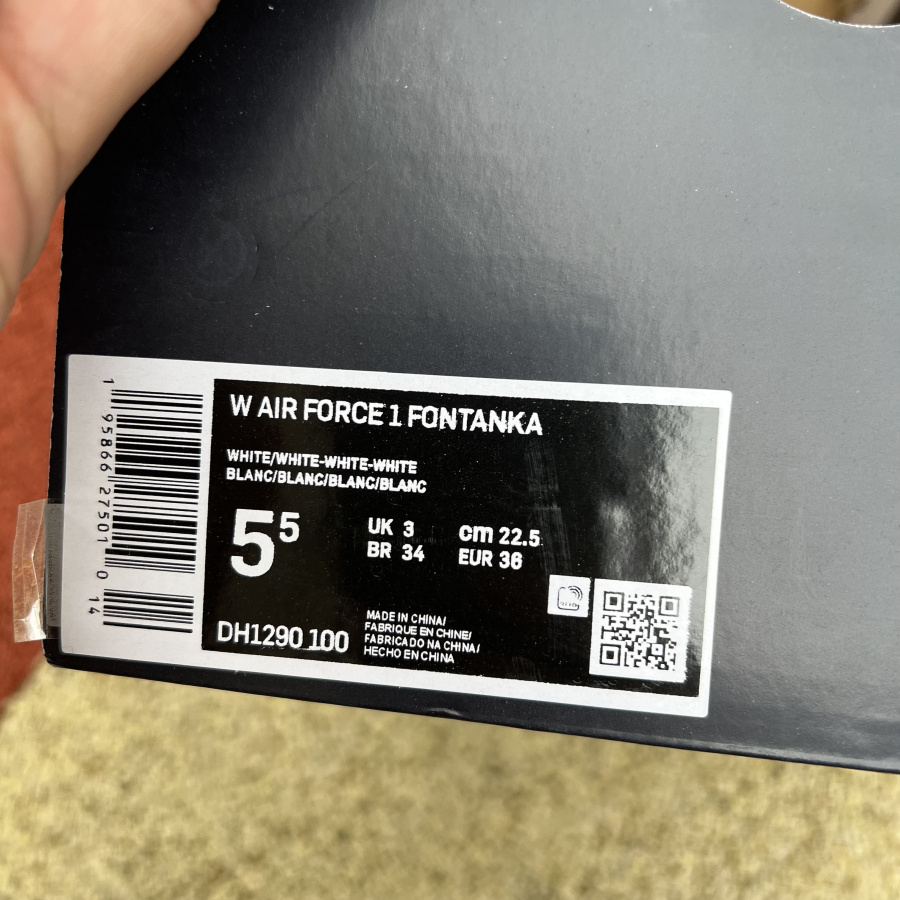 W AIR FORCE 1 FONTANKA
WHITE/WHITE-WHITE-WHITE
BLANC/BLANC/BLANC/BLANC
5⁵
UK 3
BR 34
cm 22.5
EUR 36
DH1290 100
MADE IN CHINA/
FABRIQUE EN CHINE/
FABRICADO NA CHINA/
HECHO EN CHINA
1 95866 27501 0 14